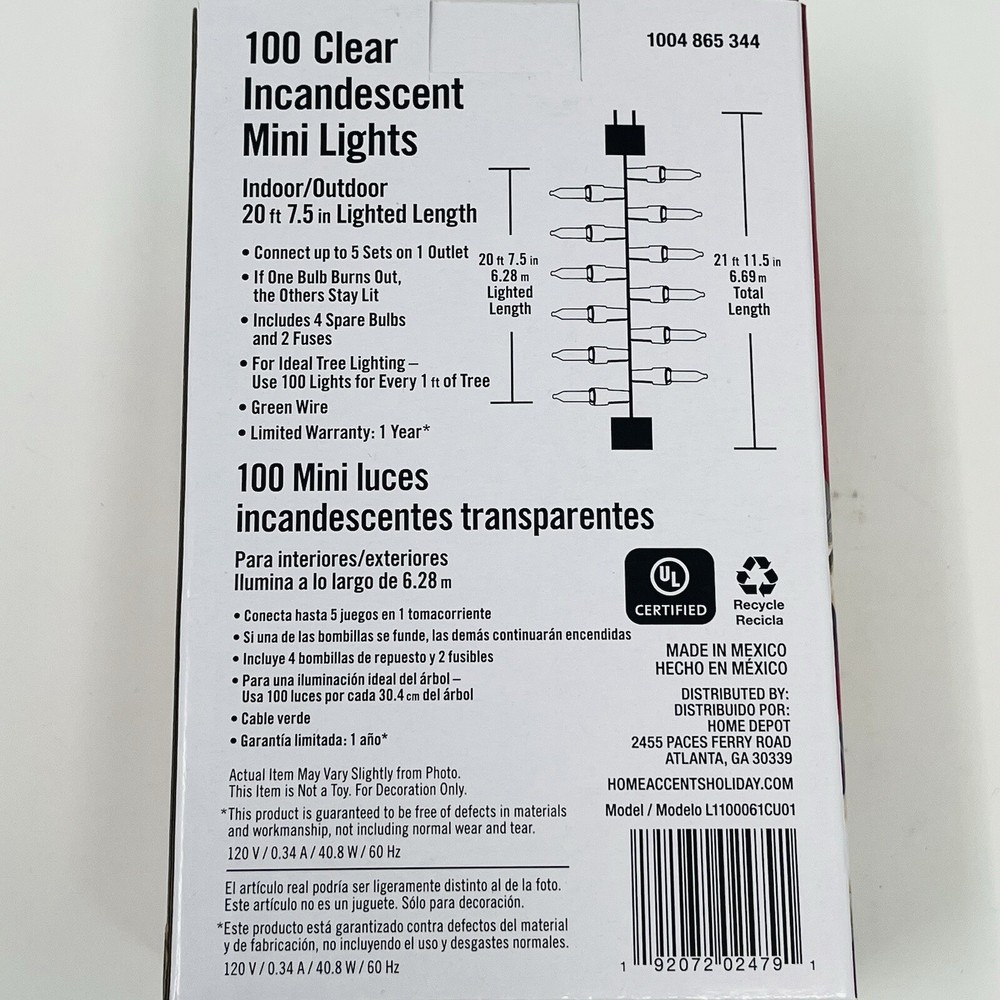 100 Clear
Incandescent
Mini Lights
1004 865 344
Indoor/Outdoor
20 ft 7.5 in Lighted Length
• Connect up to 5 Sets on 1 Outlet
• If One Bulb Burns Out,
the Others Stay Lit
• Includes 4 Spare Bulbs
and 2 Fuses
• For Ideal Tree Lighting –
Use 100 Lights for Every 1 ft of Tree
• Green Wire
• Limited Warranty: 1 Year*
20 ft 7.5 in
6.28 m
Lighted
Length
21 ft 11.5 in
6.69 m
Total
Length
100 Mini luces
incandescentes transparentes
Para interiores/exteriores
Ilumina a lo largo de 6.28 m
• Conecta hasta 5 juegos en 1 tomacorriente
• Si una de las bombillas se funde, las demás continuarán encendidas
• Incluye 4 bombillas de repuesto y 2 fusibles
• Para una iluminación ideal del árbol –
Usa 100 luces por cada 30.4 cm del árbol
• Cable verde
• Garantía limitada: 1 año*
UL
CERTIFIED
Recycle
Recicla
MADE IN MEXICO
HECHO EN MÉXICO
DISTRIBUTED BY:
DISTRIBUIDO POR:
HOME DEPOT
2455 PACES FERRY ROAD
ATLANTA, GA 30339
HOMEACCENTSHOLIDAY.COM
Model / Modelo L1100061CU01
Actual Item May Vary Slightly from Photo.
This Item is Not a Toy. For Decoration Only.
*This product is guaranteed to be free of defects in materials
and workmanship, not including normal wear and tear.
120 V / 0.34 A / 40.8 W / 60 Hz
El artículo real podría ser ligeramente distinto al de la foto.
Este artículo no es un juguete. Sólo para decoración.
*Este producto está garantizado contra defectos del material
y de fabricación, no incluyendo el uso y desgastes normales.
120 V / 0.34 A / 40.8 W / 60 Hz
1 92072 02479 1